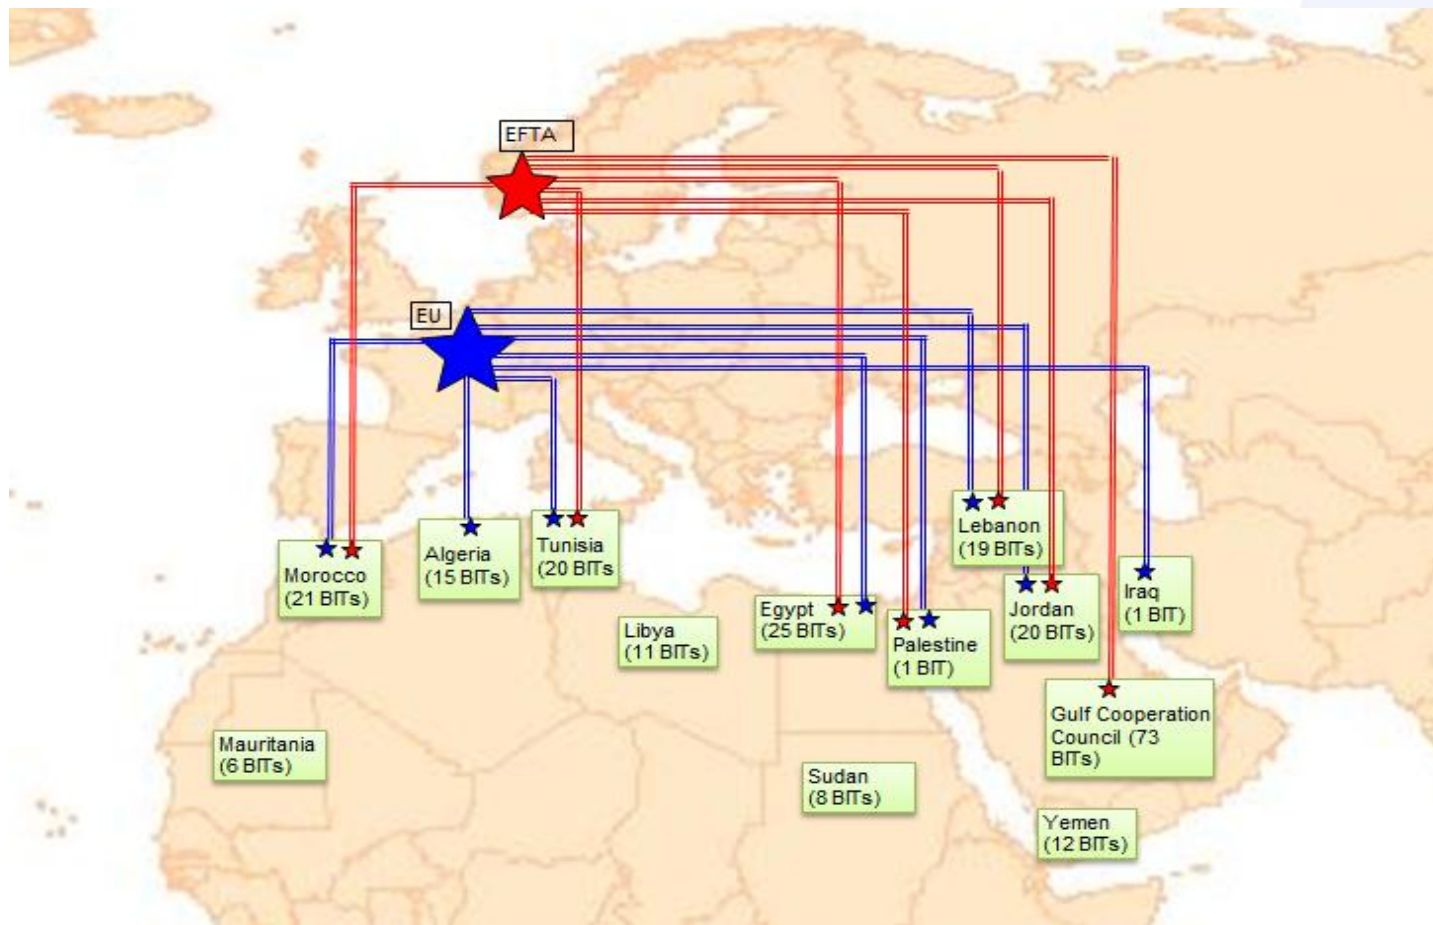 EFTA
EU
Lebanon
(19 BITs)
Algeria
(15 BITs)
Tunisia
(20 BITs
Morocco
(21 BITs)
Iraq
(1 BIT)
Egypt
(25 BITs)
Jordan
(20 BITs)
Libya
(11 BITs)
Palestine
(1 BIT)
Gulf Cooperation
Council (73
BITs)
Mauritania
(6 BITs)
Sudan
(8 BITs)
Yemen
(12 BITs)